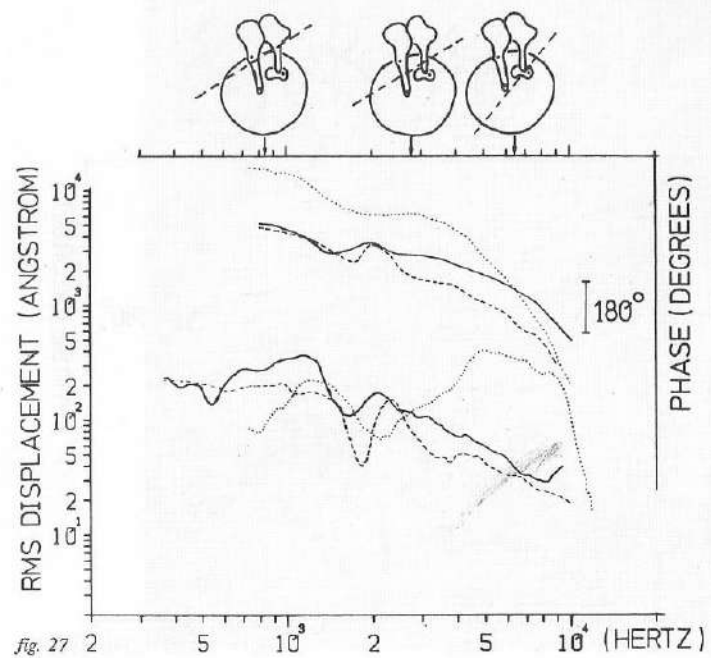 RMS DISPLACEMENT (ANGSTROM)
10⁴
5
2
10³
5
2
10²
5
2
10¹
180°
PHASE (DEGREES)
fig. 27
2 5 10³ 2 5 10⁴ (HERTZ)